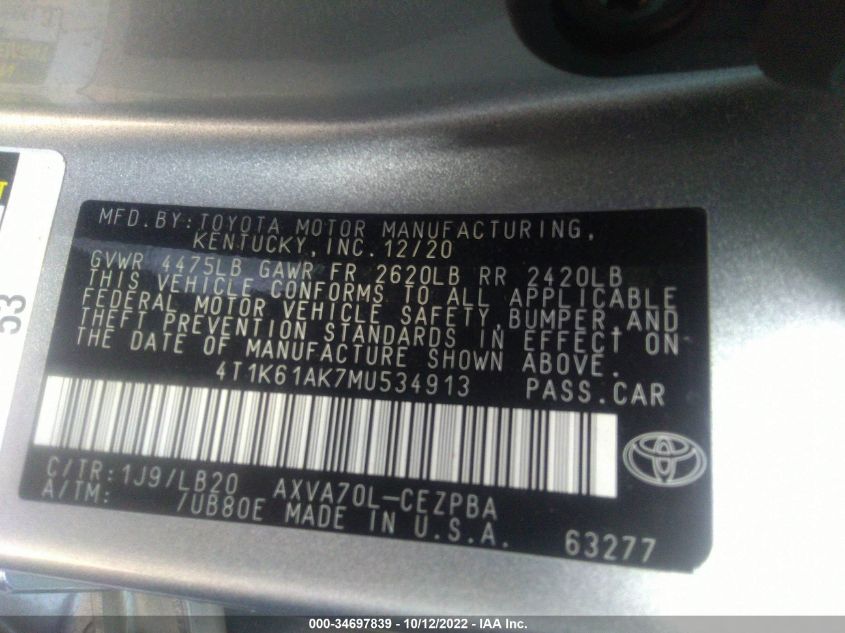 MFD.BY:TOYOTA MOTOR MANUFACTURING,
KENTUCKY,INC.12/20
GVWR 4475LB GAWR FR 2620LB RR 2420LB
THIS VEHICLE CONFORMS TO ALL APPLICABLE
FEDERAL MOTOR VEHICLE SAFETY,BUMPER,AND
THEFT PREVENTION STANDARDS IN EFFECT ON
THE DATE OF MANUFACTURE SHOWN ABOVE.
4T1K61AK7MU534913 PASS.CAR
C/TR:1J9/LB20 AXVA70L-CEZPBA
A/TM: /UB80E MADE IN U.S.A.
63277
53
000-34697839 - 10/12/2022 - IAA Inc.